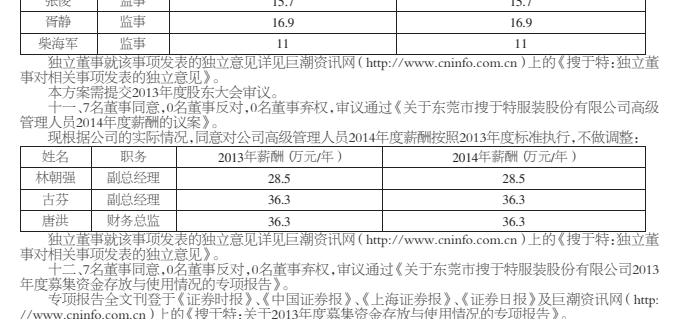 张俊 监事 15.7 15.7
胥静 监事 16.9 16.9
柴海军 监事 11 11
独立董事就该事项发表的独立意见详见巨潮资讯网(http://www.cninfo.com.cn)上的《搜于特:独立董
事对相关事项发表的独立意见》。
本方案需提交2013年度股东大会审议。
十一、7名董事同意,0名董事反对,0名董事弃权,审议通过《关于东莞市搜于特服装股份有限公司高级
管理人员2014年度薪酬的议案》。
现根据公司的实际情况,同意对公司高级管理人员2014年度薪酬按照2013年度标准执行,不做调整:
姓名 职务 2013年薪酬(万元/年) 2014年薪酬(万元/年)
林朝强 副总经理 28.5 28.5
古芬 副总经理 36.3 36.3
唐洪 财务总监 36.3 36.3
独立董事就该事项发表的独立意见详见巨潮资讯网(http://www.cninfo.com.cn)上的《搜于特:独立董
事对相关事项发表的独立意见》。
十二、7名董事同意,0名董事反对,0名董事弃权,审议通过《关于东莞市搜于特服装股份有限公司2013
年度募集资金存放与使用情况的专项报告》。
专项报告全文刊登于《证券时报》、《中国证券报》、《上海证券报》、《证券日报》及巨潮资讯网(http:
//www.cninfo.com.cn)上的《搜于特:关于2013年度募集资金存放与使用情况的专项报告》。